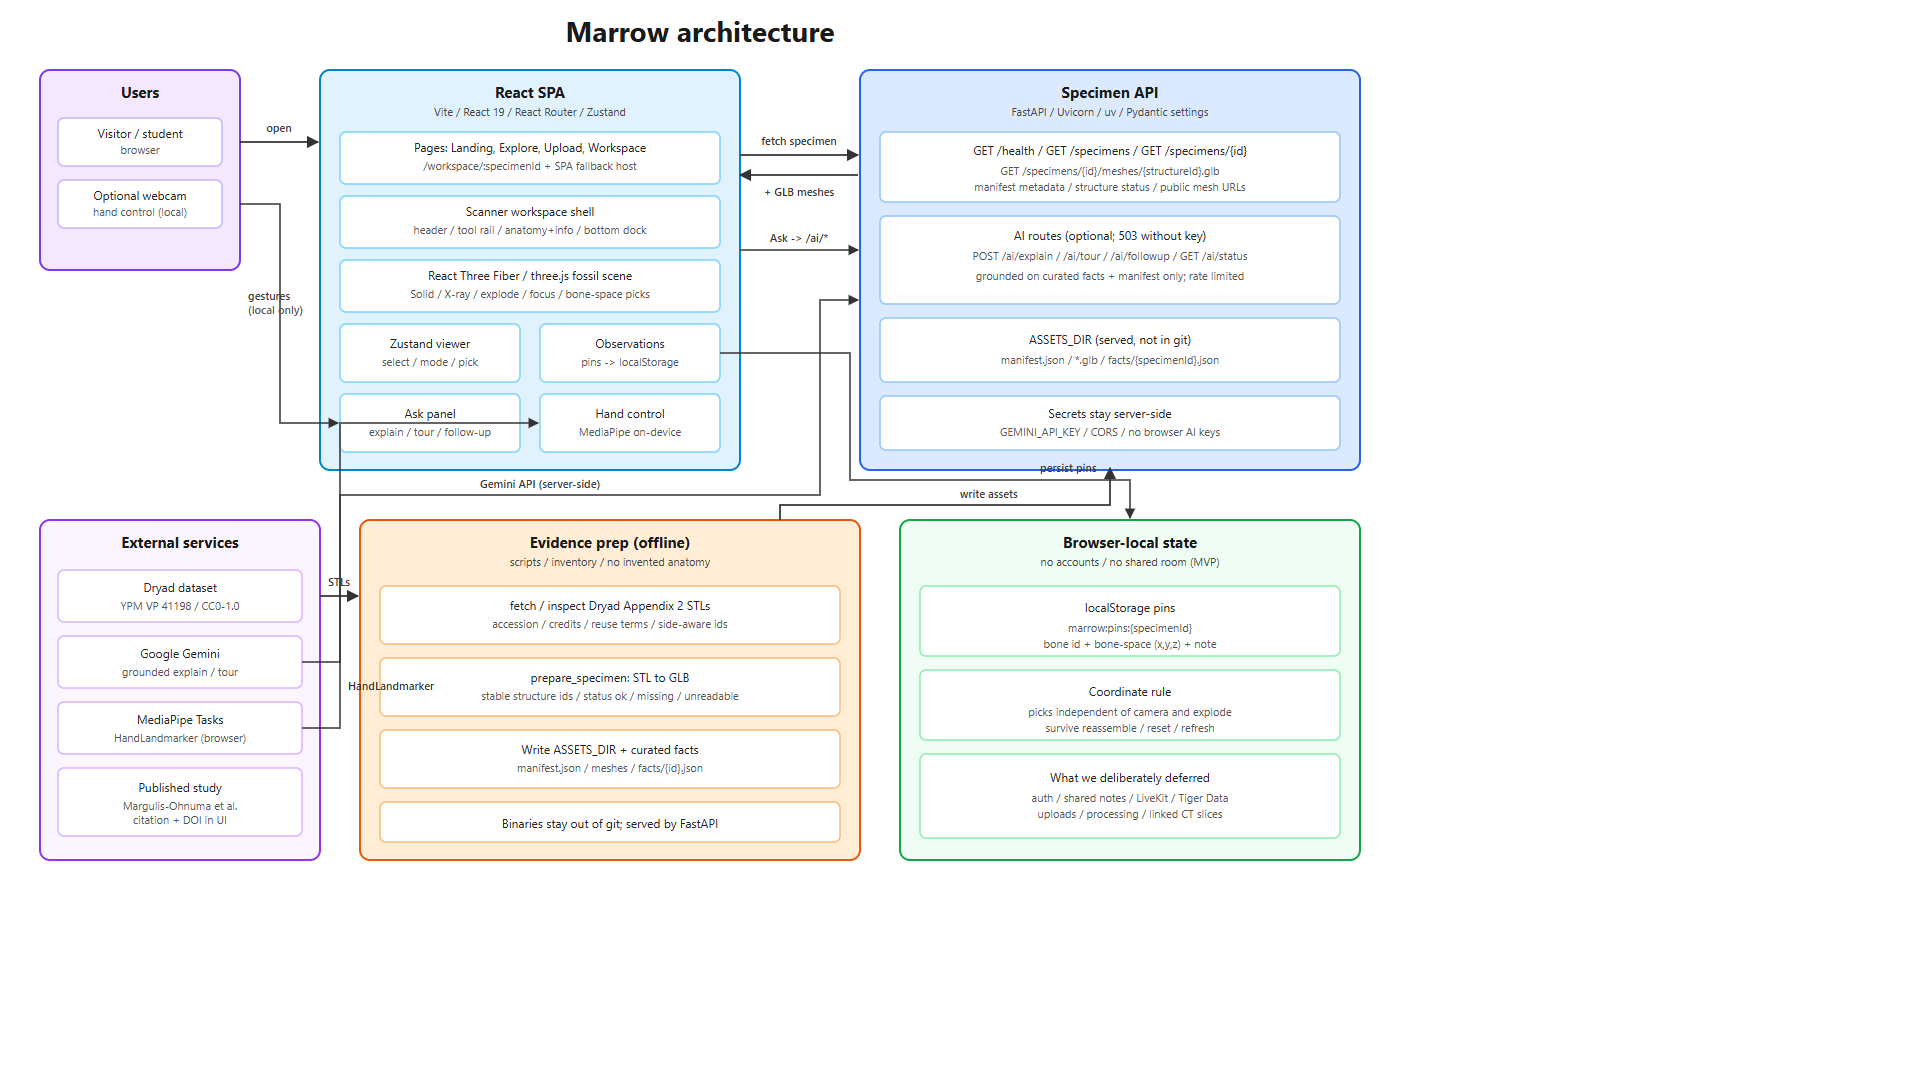 Marrow architecture
Users
Visitor / student
browser
Optional webcam
hand control (local)
open
gestures
(local only)
React SPA
Vite / React 19 / React Router / Zustand
Pages: Landing, Explore, Upload, Workspace
/workspace/:specimenId + SPA fallback host
Scanner workspace shell
header / tool rail / anatomy+info / bottom dock
React Three Fiber / three.js fossil scene
Solid / X-ray / explode / focus / bone-space picks
Zustand viewer
select / mode / pick
Observations
pins -> localStorage
Ask panel
explain / tour / follow-up
Hand control
MediaPipe on-device
fetch specimen
+ GLB meshes
Ask -> /ai/*
Specimen API
FastAPI / Uvicorn / uv / Pydantic settings
GET /health / GET /specimens / GET /specimens/{id}
GET /specimens/{id}/meshes/{structureId}.glb
manifest metadata / structure status / public mesh URLs
AI routes (optional; 503 without key)
POST /ai/explain / /ai/tour / /ai/followup / GET /ai/status
grounded on curated facts + manifest only; rate limited
ASSETS_DIR (served, not in git)
manifest.json / *.glb / facts/{specimenId}.json
Secrets stay server-side
GEMINI_API_KEY / CORS / no browser AI keys
persist pins
Gemini API (server-side)
write assets
External services
Dryad dataset
YPM VP 41198 / CC0-1.0
Google Gemini
grounded explain / tour
MediaPipe Tasks
HandLandmarker (browser)
Published study
Margulis-Ohnuma et al.
citation + DOI in UI
STLs
HandLandmarker
Evidence prep (offline)
scripts / inventory / no invented anatomy
fetch / inspect Dryad Appendix 2 STLs
accession / credits / reuse terms / side-aware ids
prepare_specimen: STL to GLB
stable structure ids / status ok / missing / unreadable
Write ASSETS_DIR + curated facts
manifest.json / meshes / facts/{id}.json
Binaries stay out of git; served by FastAPI
Browser-local state
no accounts / no shared room (MVP)
localStorage pins
marrow:pins:{specimenId}
bone id + bone-space (x,y,z) + note
Coordinate rule
picks independent of camera and explode
survive reassemble / reset / refresh
What we deliberately deferred
auth / shared notes / LiveKit / Tiger Data
uploads / processing / linked CT slices